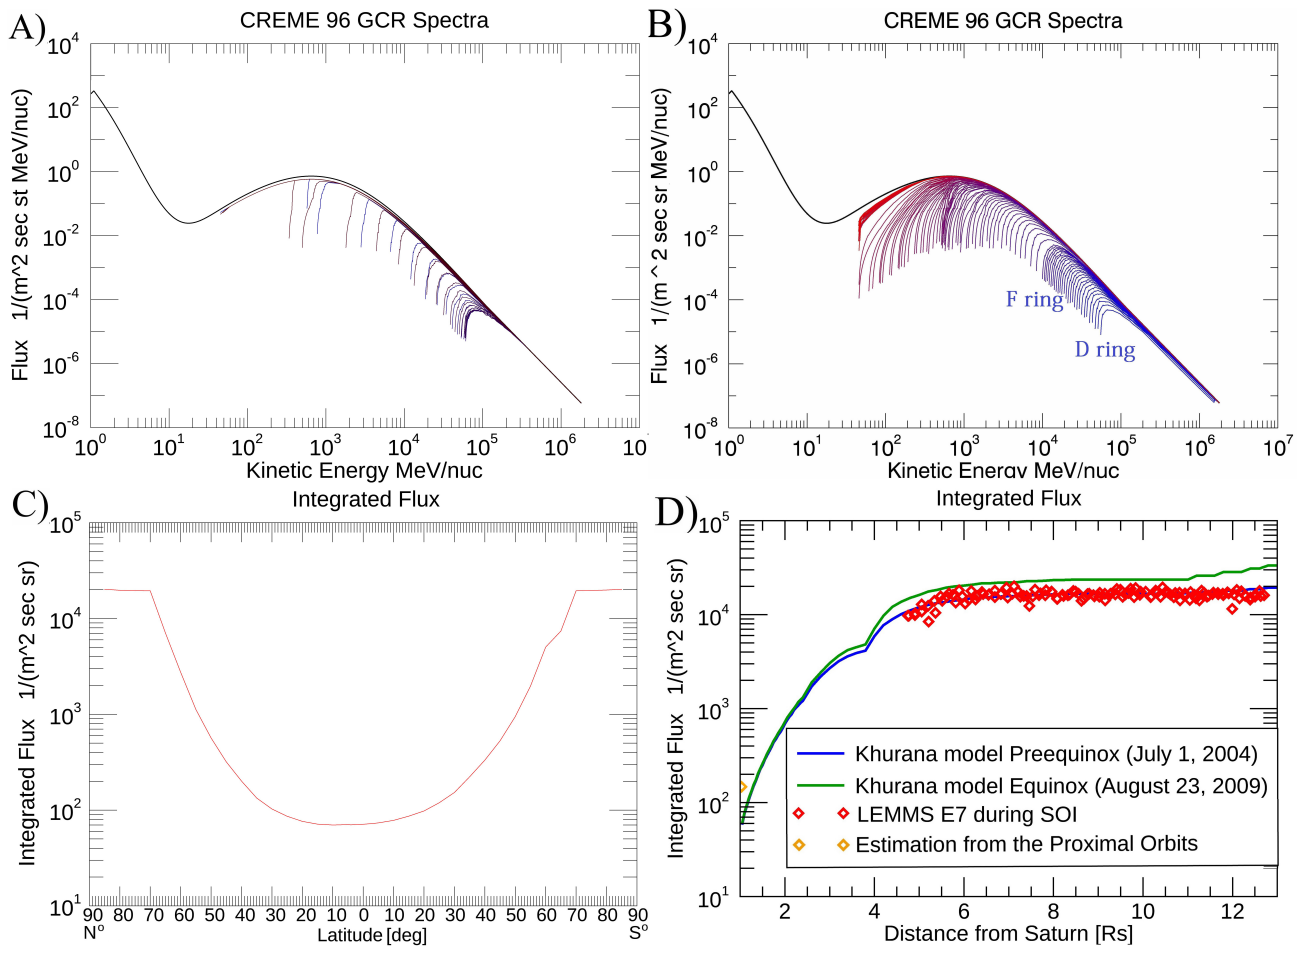 A)
CREME 96 GCR Spectra
10^4
10^2
10^0
10^-2
10^-4
10^-6
10^-8
Flux 1/(m^2 sec st MeV/nuc)
10^0 10^1 10^2 10^3 10^4 10^5 10^6 10
Kinetic Energy MeV/nuc
B)
CREME 96 GCR Spectra
10^4
10^2
10^0
10^-2
10^-4
10^-6
10^-8
Flux 1/(m ^ 2 sec sr MeV/nuc)
F ring
D ring
10^0 10^1 10^2 10^3 10^4 10^5 10^6 10^7
Kinetic Energy MeV/nuc
C)
Integrated Flux
10^5
10^4
10^3
10^2
10^1
Integrated Flux 1/(m^2 sec sr)
90 80 70 60 50 40 30 20 10 0 10 20 30 40 50 60 70 80 90
N° Latitude [deg] S°
D)
Integrated Flux
10^5
10^4
10^3
10^2
10^1
Integrated Flux 1/(m^2 sec sr)
Khurana model Preequinox (July 1, 2004)
Khurana model Equinox (August 23, 2009)
LEMMS E7 during SOI
Estimation from the Proximal Orbits
2 4 6 8 10 12
Distance from Saturn [Rs]